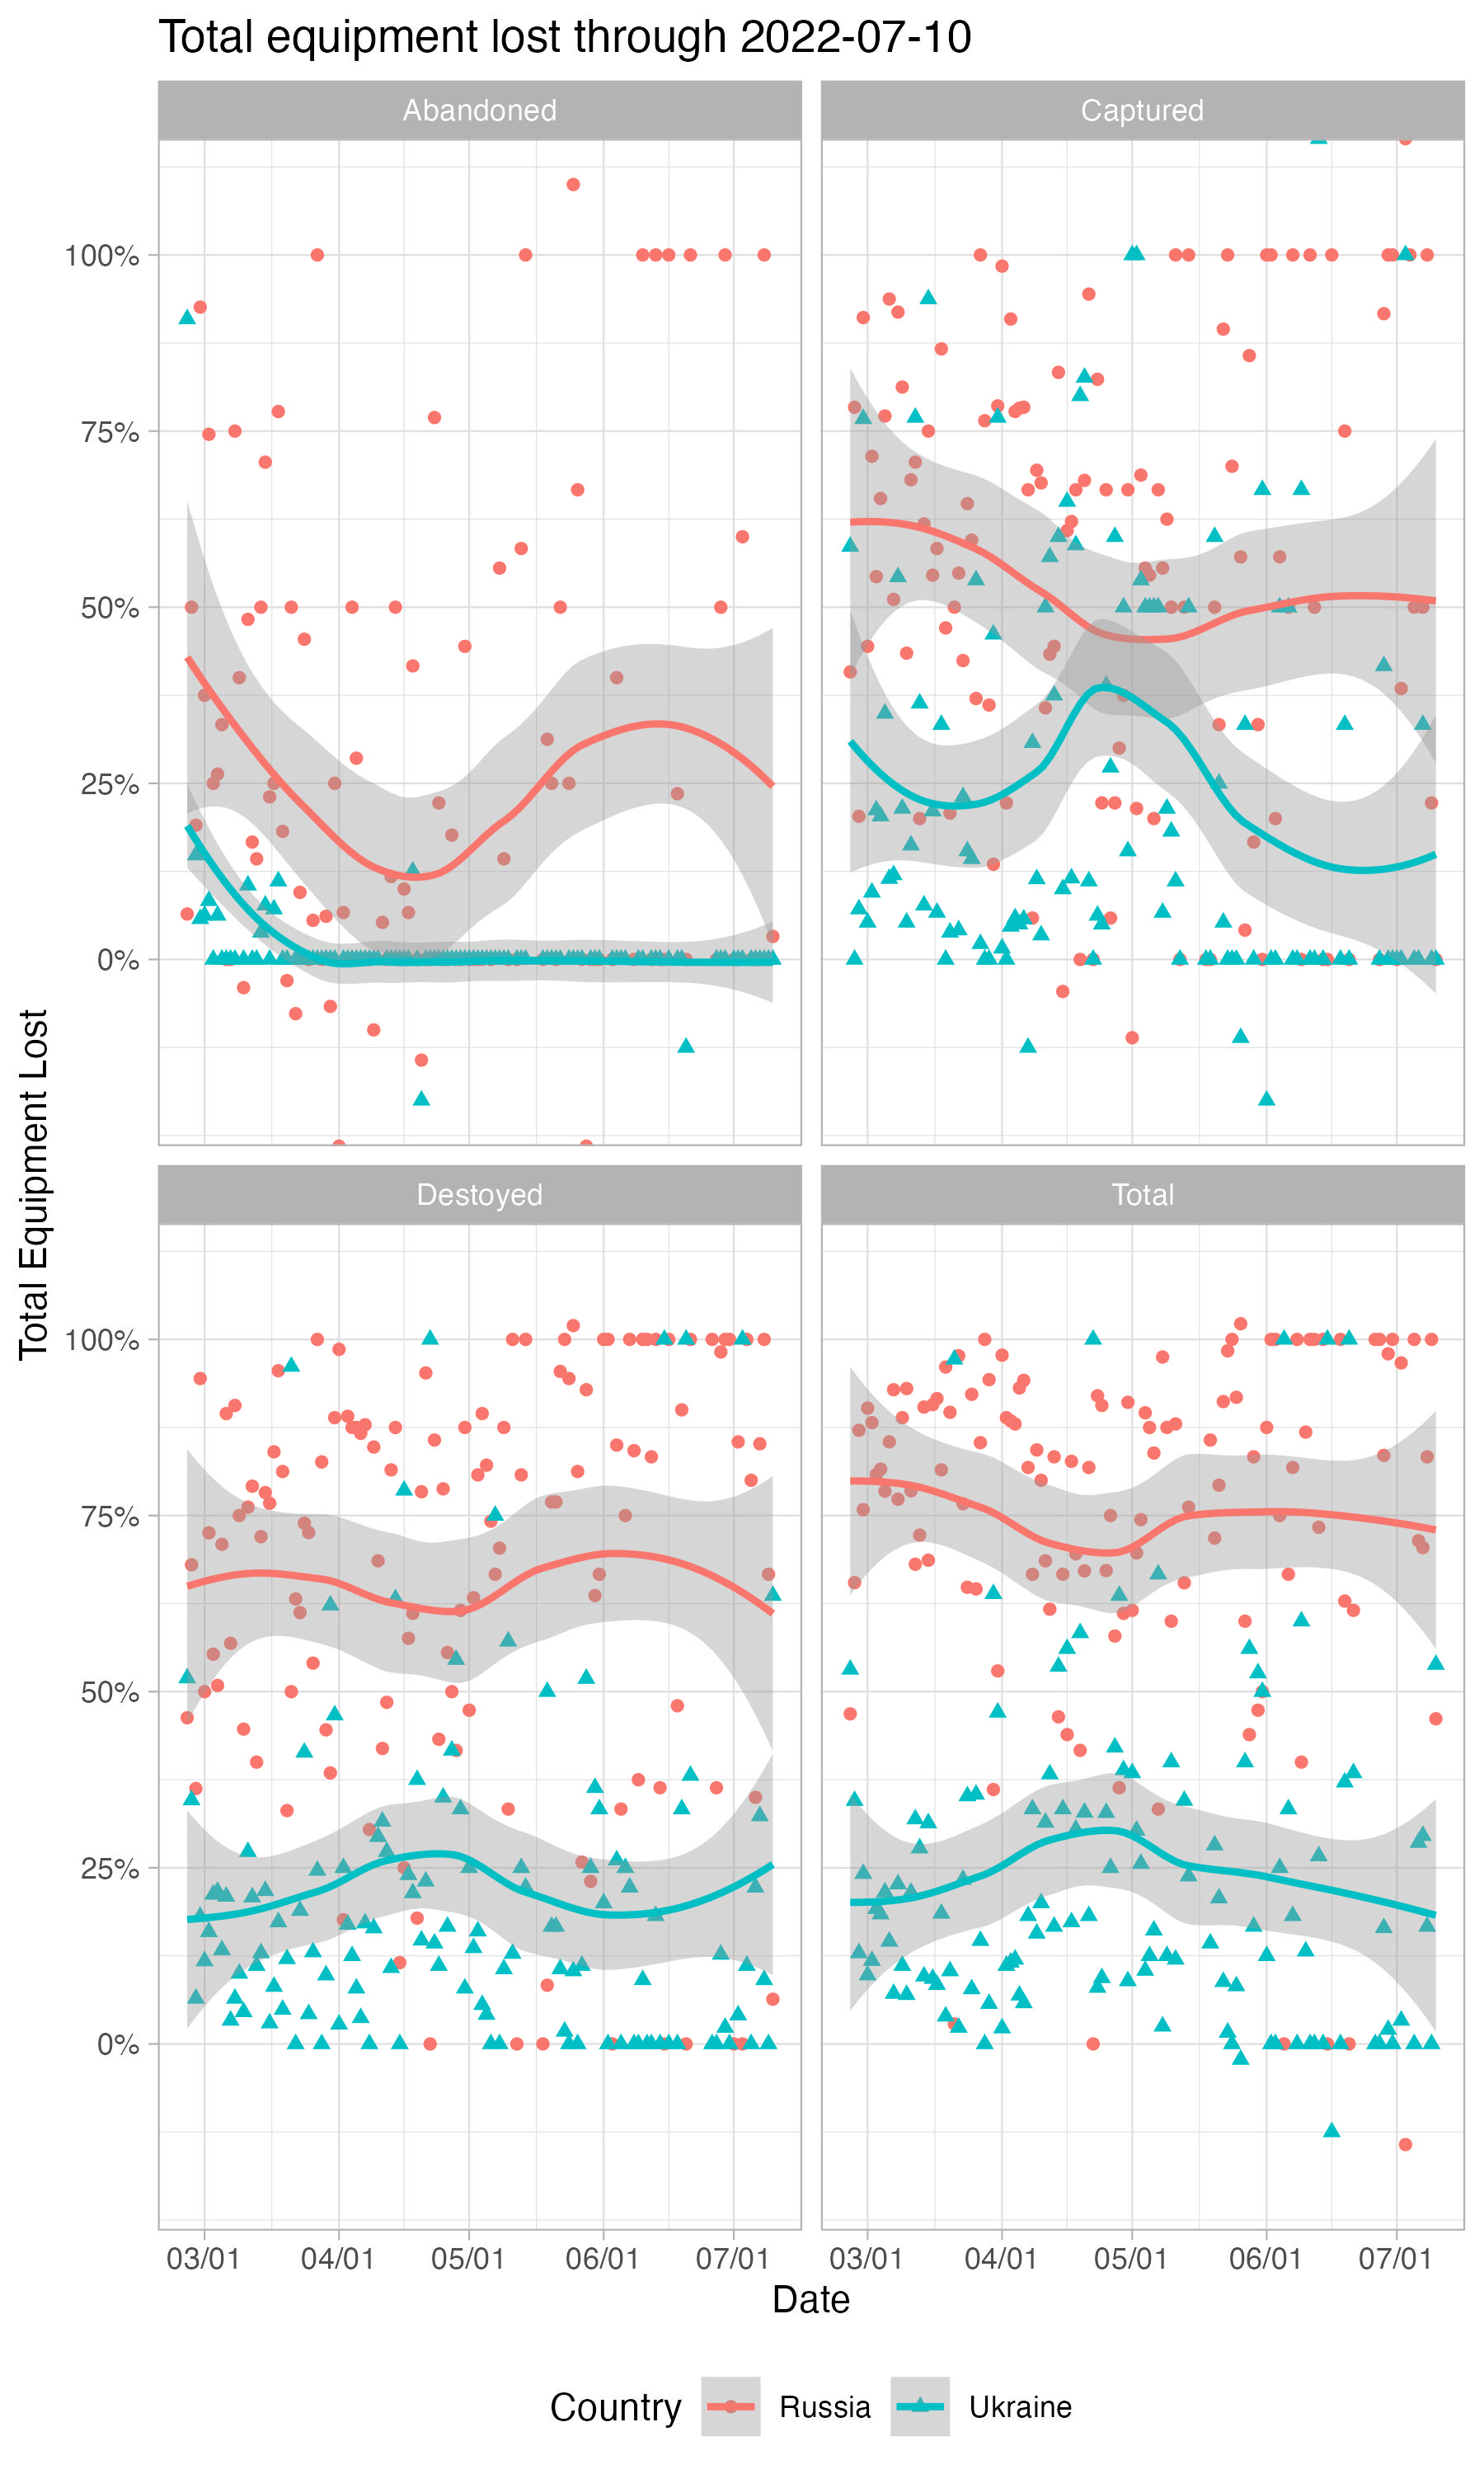 Total equipment lost through 2022-07-10
Abandoned
Captured
100%
75%
50%
25%
0%
Total Equipment Lost
Destoyed
Total
100%
75%
50%
25%
0%
03/01 04/01 05/01 06/01 07/01
03/01 04/01 05/01 06/01 07/01
Date
Country Russia Ukraine